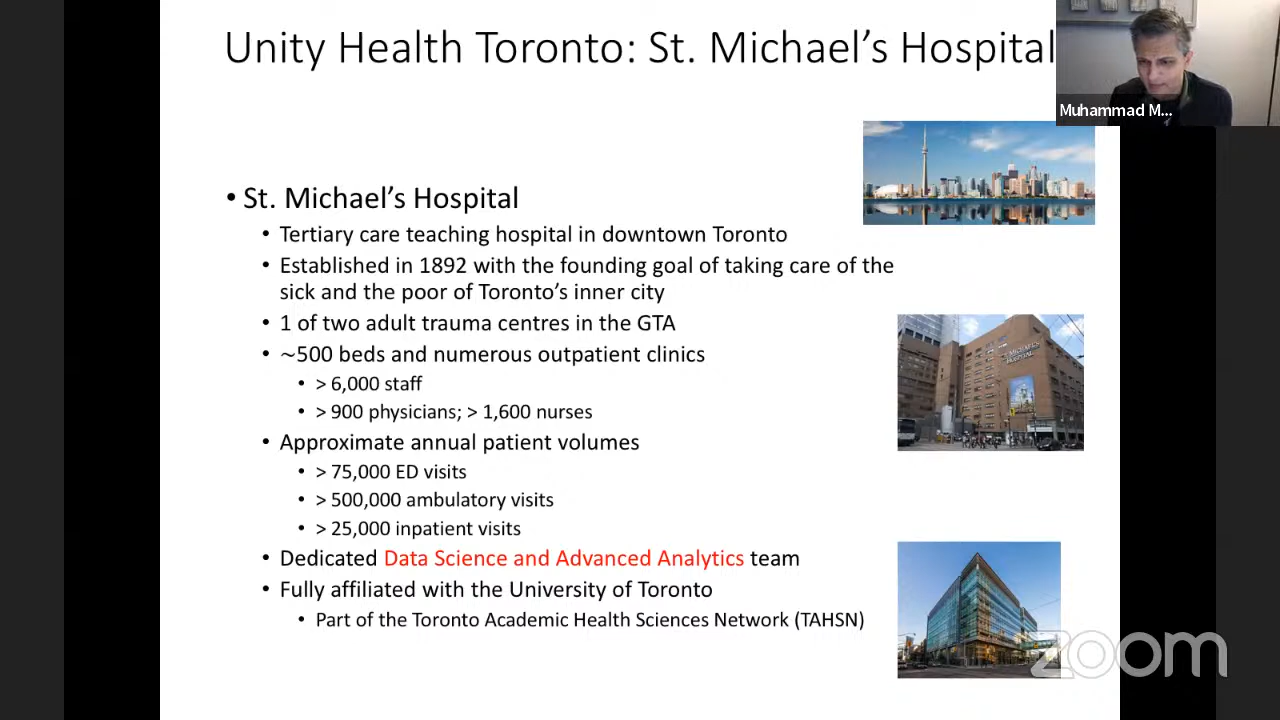 Unity Health Toronto: St. Michael's Hospital
Muhammad M...
• St. Michael's Hospital
• Tertiary care teaching hospital in downtown Toronto
• Established in 1892 with the founding goal of taking care of the
sick and the poor of Toronto's inner city
• 1 of two adult trauma centres in the GTA
• ~500 beds and numerous outpatient clinics
• > 6,000 staff
• > 900 physicians; > 1,600 nurses
• Approximate annual patient volumes
• > 75,000 ED visits
• > 500,000 ambulatory visits
• > 25,000 inpatient visits
• Dedicated Data Science and Advanced Analytics team
• Fully affiliated with the University of Toronto
• Part of the Toronto Academic Health Sciences Network (TAHSN)
ST. MICHAEL'S
HOSPITAL
zoom